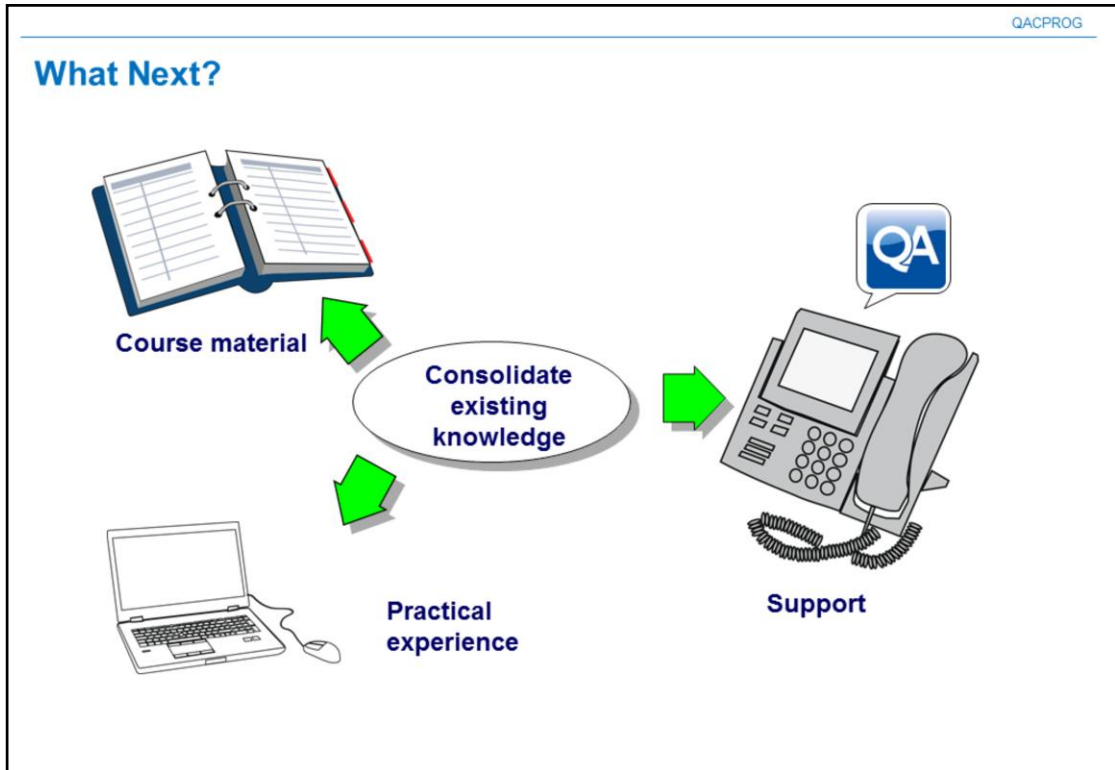 QACPROG
What Next?
QA
Course material
Consolidate
existing
knowledge
Practical
experience
Support